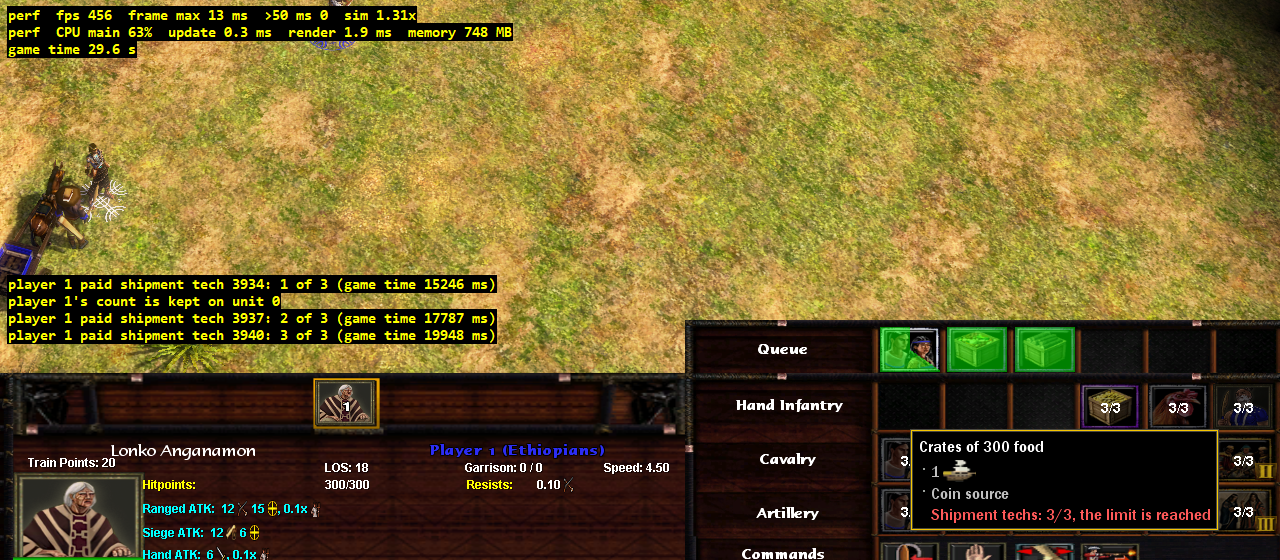 perf  fps 456  frame max 13 ms  >50 ms 0  sim 1.31x
perf  CPU main 63%  update 0.3 ms  render 1.9 ms  memory 748 MB
game time 29.6 s
player 1 paid shipment tech 3934: 1 of 3 (game time 15246 ms)
player 1's count is kept on unit 0
player 1 paid shipment tech 3937: 2 of 3 (game time 17787 ms)
player 1 paid shipment tech 3940: 3 of 3 (game time 19948 ms)
Queue
Hand Infantry
3/3 3/3 3/3
Cavalry
3/3
II
Artillery
3/3
III
Commands
Crates of 300 food
· 1
· Coin source
Shipment techs: 3/3, the limit is reached
1
Lonko Anganamon
Player 1 (Ethiopians)
Train Points: 20
LOS: 18
Garrison: 0 / 0
Speed: 4.50
Hitpoints:
300/300
Resists:
0.10
Ranged ATK: 12 15 , 0.1x
Siege ATK: 12 6
Hand ATK: 6 , 0.1x